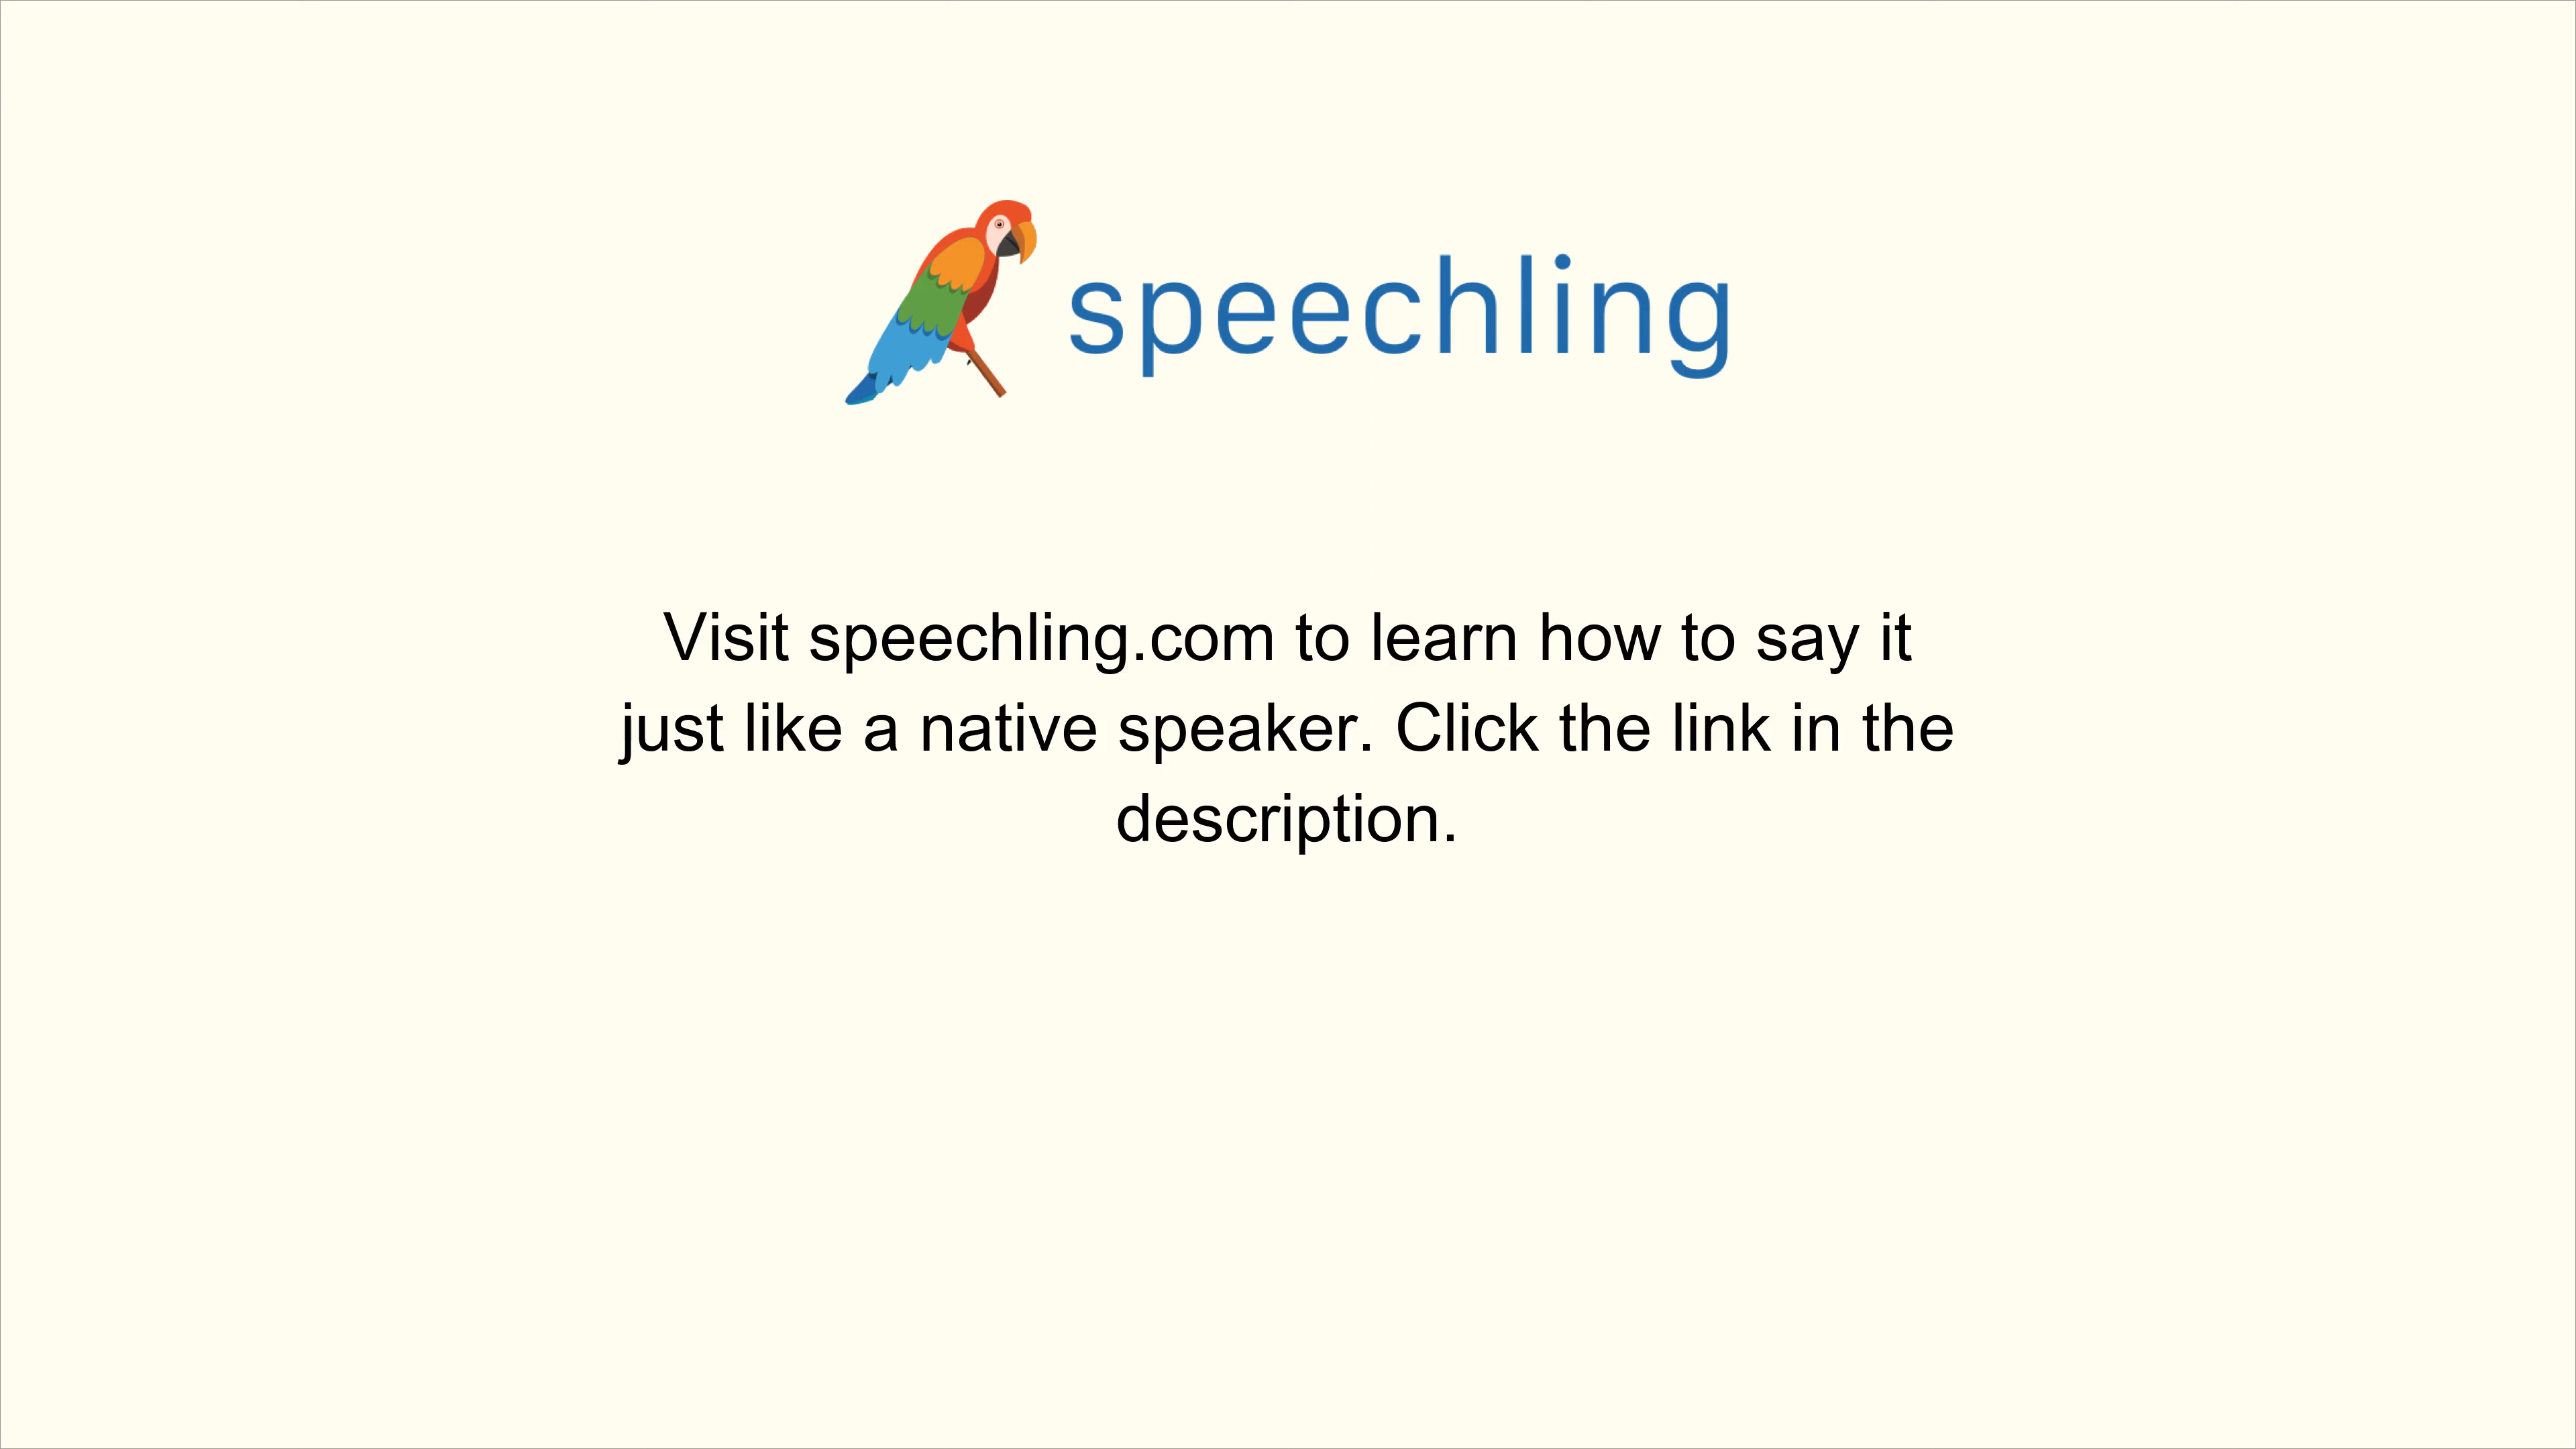 speechling
Visit speechling.com to learn how to say it
just like a native speaker. Click the link in the
description.